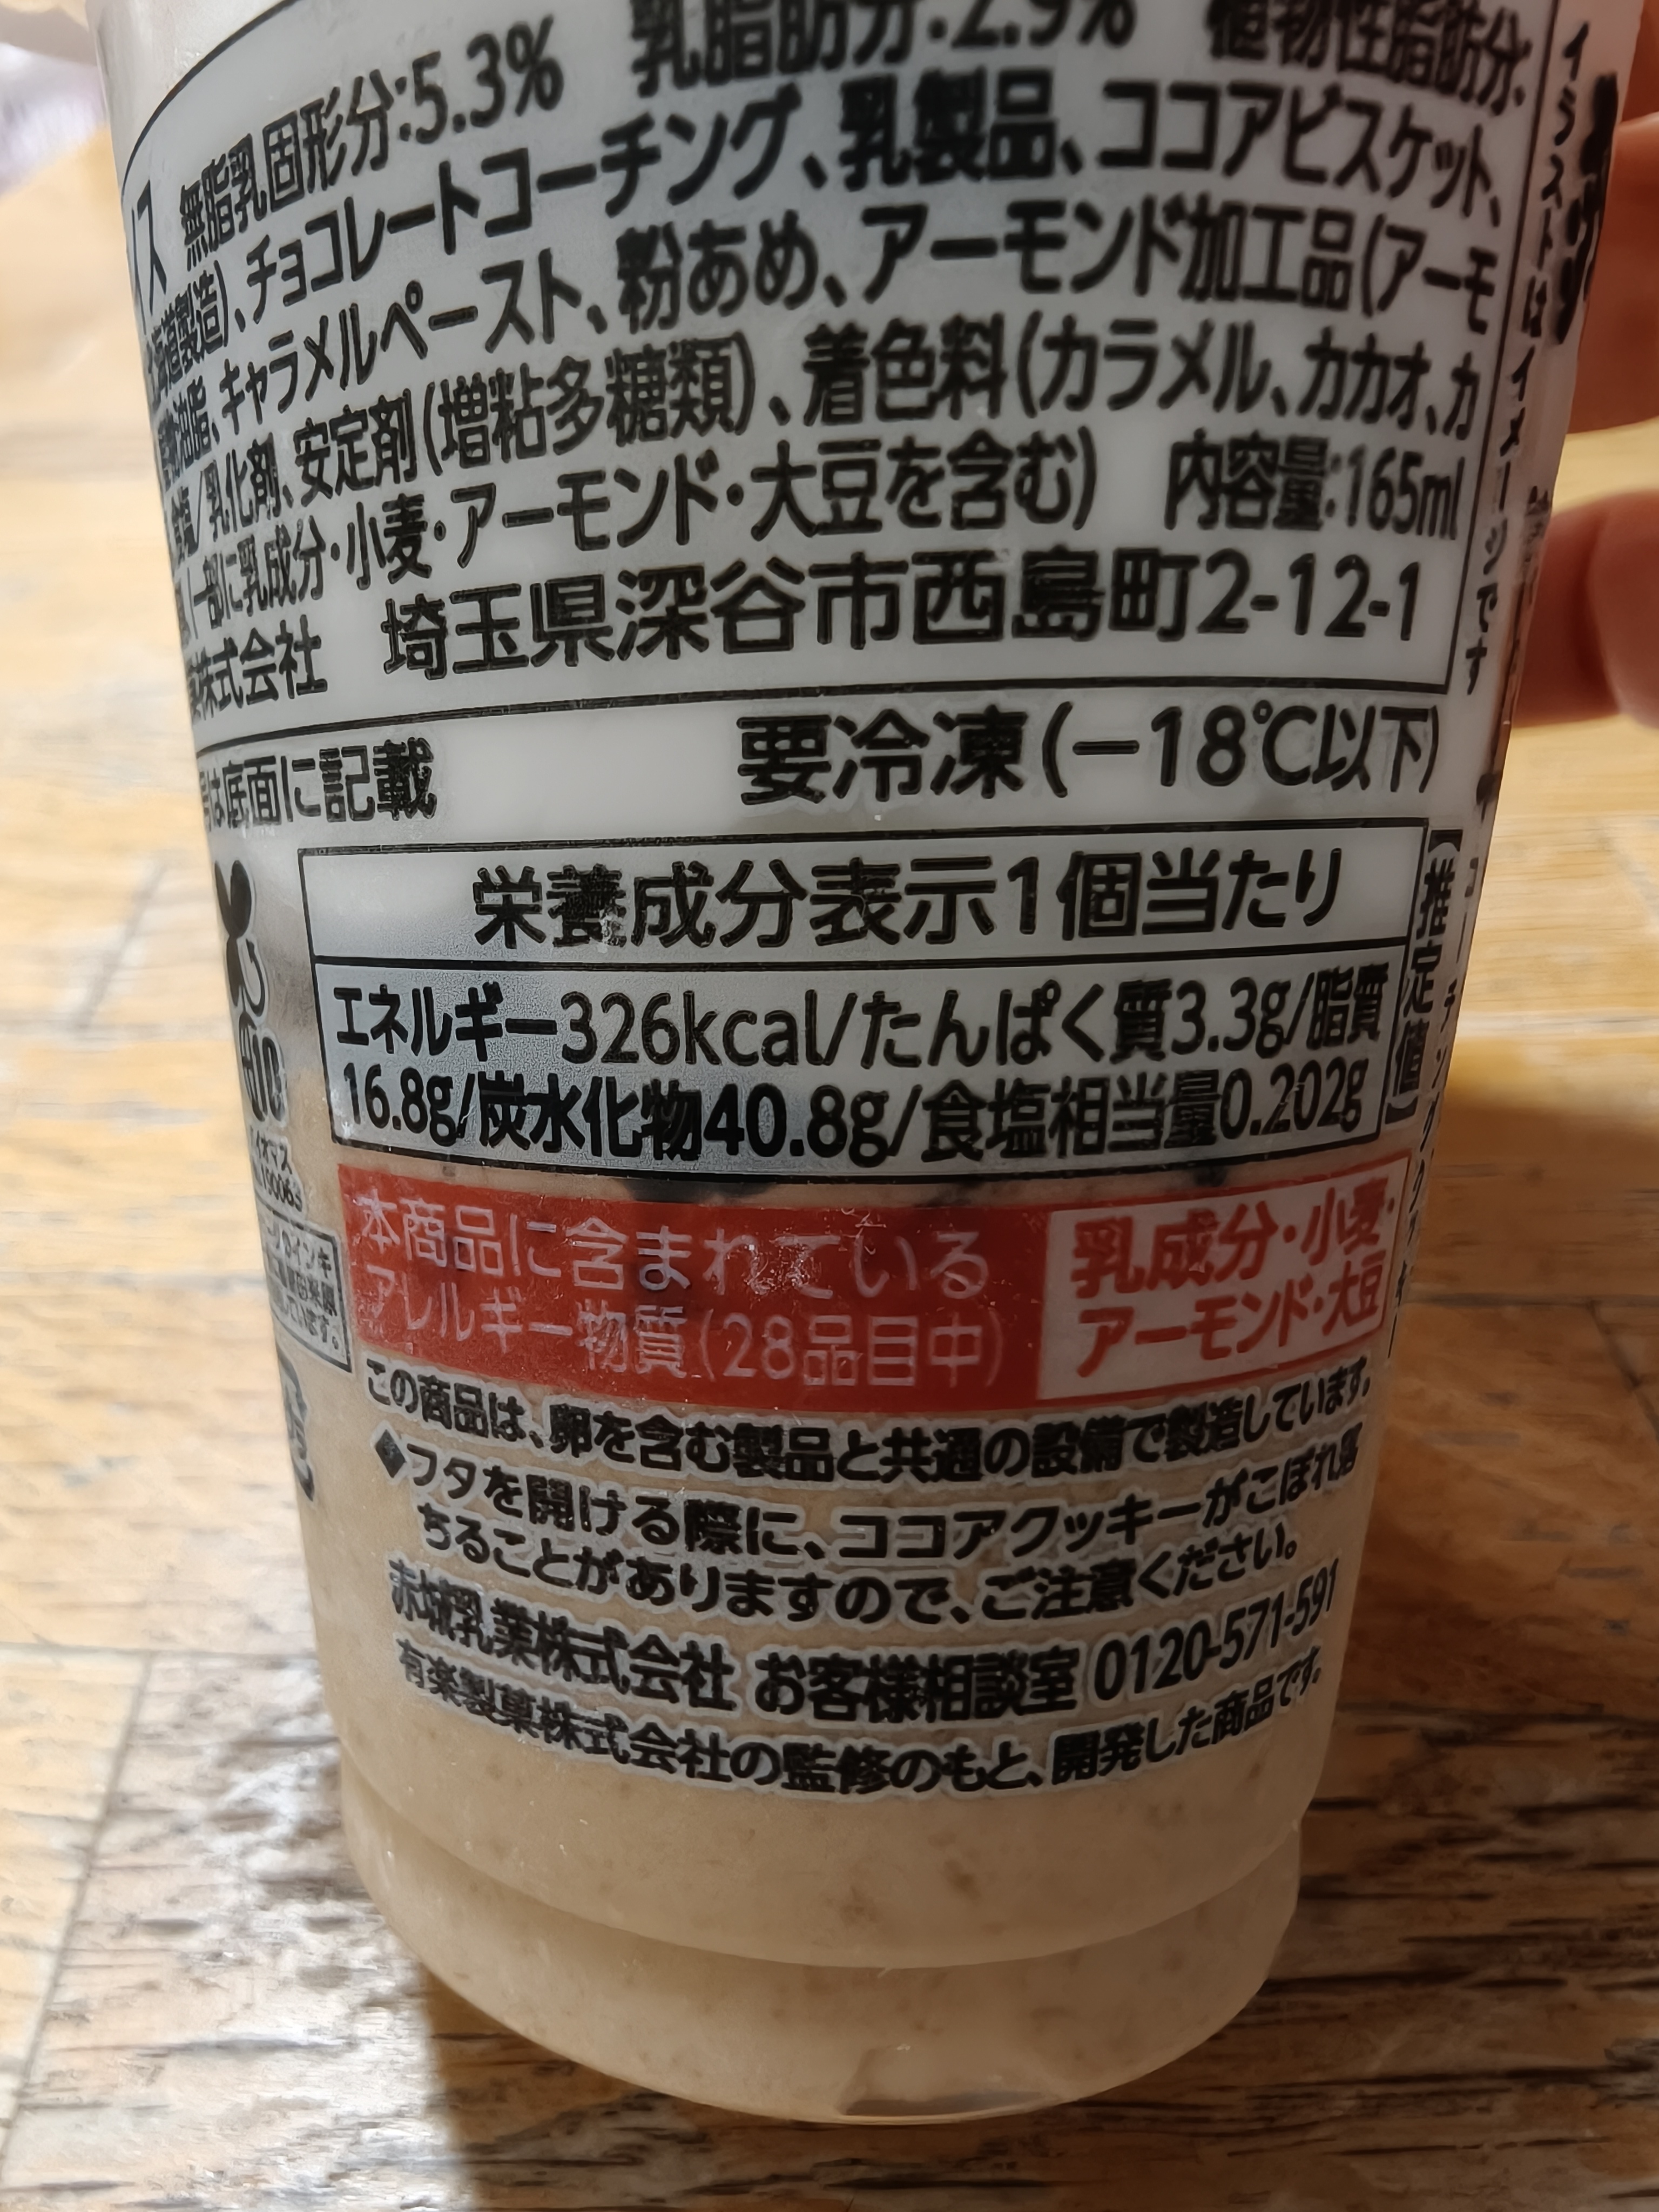 無脂乳固形分:5.3% 乳脂肪分:2.9% 植物性脂肪分:
製造)、チョコレートコーチング、乳製品、ココアビスケット、
油脂、キャラメルペースト、粉あめ、アーモンド加工品(アーモ
/乳化剤、安定剤(増粘多糖類)、着色料(カラメル、カカオ、カ
(一部に乳成分・小麦・アーモンド・大豆を含む) 内容量:165ml
株式会社 埼玉県深谷市西島町2-12-1
は底面に記載 要冷凍(－18℃以下)
イラストはイメージです
栄養成分表示1個当たり
エネルギー326kcal/たんぱく質3.3g/脂質
16.8g/炭水化物40.8g/食塩相当量0.202g
【推定値】
本商品に含まれている
アレルギー物質(28品目中)
乳成分・小麦・
アーモンド・大豆
この商品は、卵を含む製品と共通の設備で製造しています。
◆フタを開ける際に、ココアクッキーがこぼれ落
ちることがありますので、ご注意ください。
赤城乳業株式会社 お客様相談室 0120-571-591
有楽製菓株式会社の監修のもと、開発した商品です。